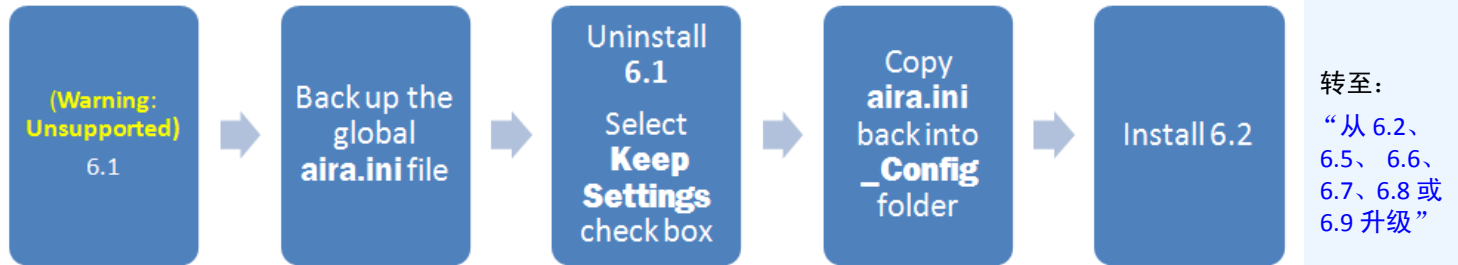 (Warning:
Unsupported)
6.1
Back up the
global
aira.ini file
Uninstall
6.1
Select
Keep
Settings
check box
Copy
aira.ini
back into
_Config
folder
Install 6.2
转至：
“从 6.2、
6.5、 6.6、
6.7、6.8 或
6.9 升级”